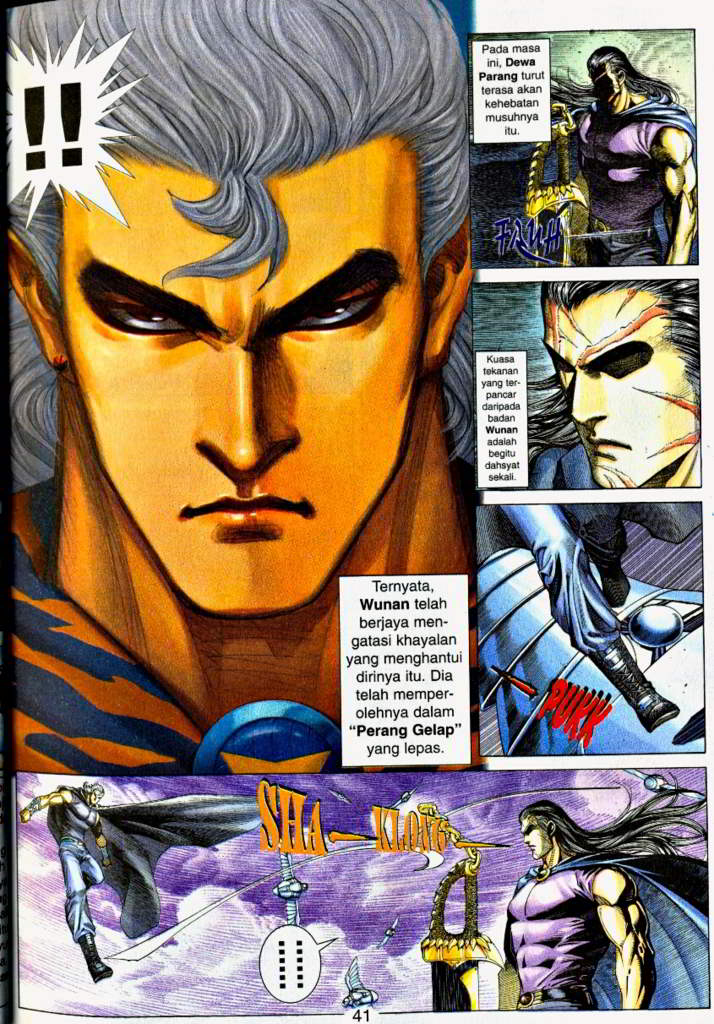 !!
Pada masa
ini, Dewa
Parang turut
terasa akan
kehebatan
musuhnya
itu.
FAUH
Kuasa
tekanan
yang ter-
pancar
daripada
badan
Wunan
adalah
begitu
dahsyat
sekali.
Ternyata,
Wunan telah
berjaya men-
gatasi khayalan
yang menghantui
dirinya itu. Dia
telah memper-
olehnya dalam
“Perang Gelap”
yang lepas.
PUKK
SHA - KLONG -
!!
41